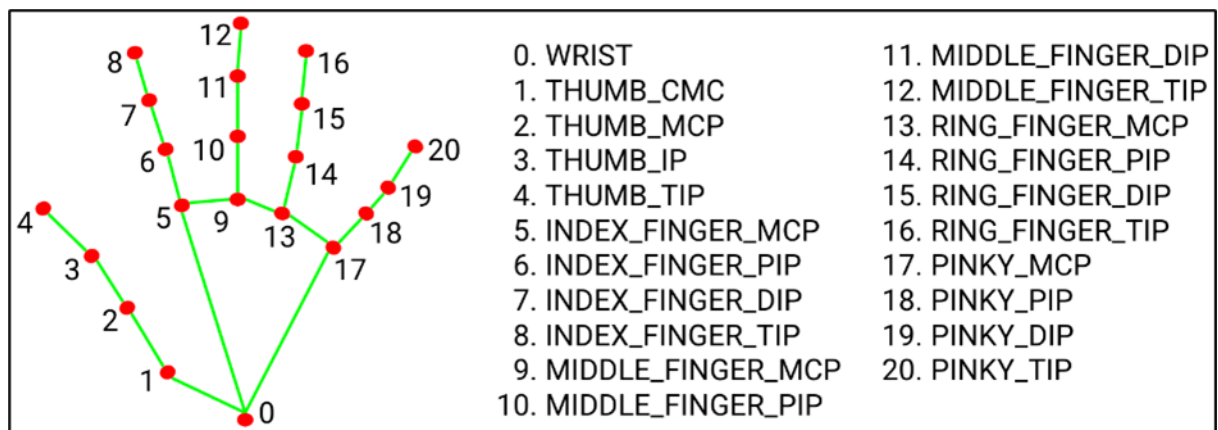 12
8
16
11
7
15
10
20
6
14
19
4
5
9
13
18
3
17
2
1
0
0. WRIST
1. THUMB_CMC
2. THUMB_MCP
3. THUMB_IP
4. THUMB_TIP
5. INDEX_FINGER_MCP
6. INDEX_FINGER_PIP
7. INDEX_FINGER_DIP
8. INDEX_FINGER_TIP
9. MIDDLE_FINGER_MCP
10. MIDDLE_FINGER_PIP
11. MIDDLE_FINGER_DIP
12. MIDDLE_FINGER_TIP
13. RING_FINGER_MCP
14. RING_FINGER_PIP
15. RING_FINGER_DIP
16. RING_FINGER_TIP
17. PINKY_MCP
18. PINKY_PIP
19. PINKY_DIP
20. PINKY_TIP